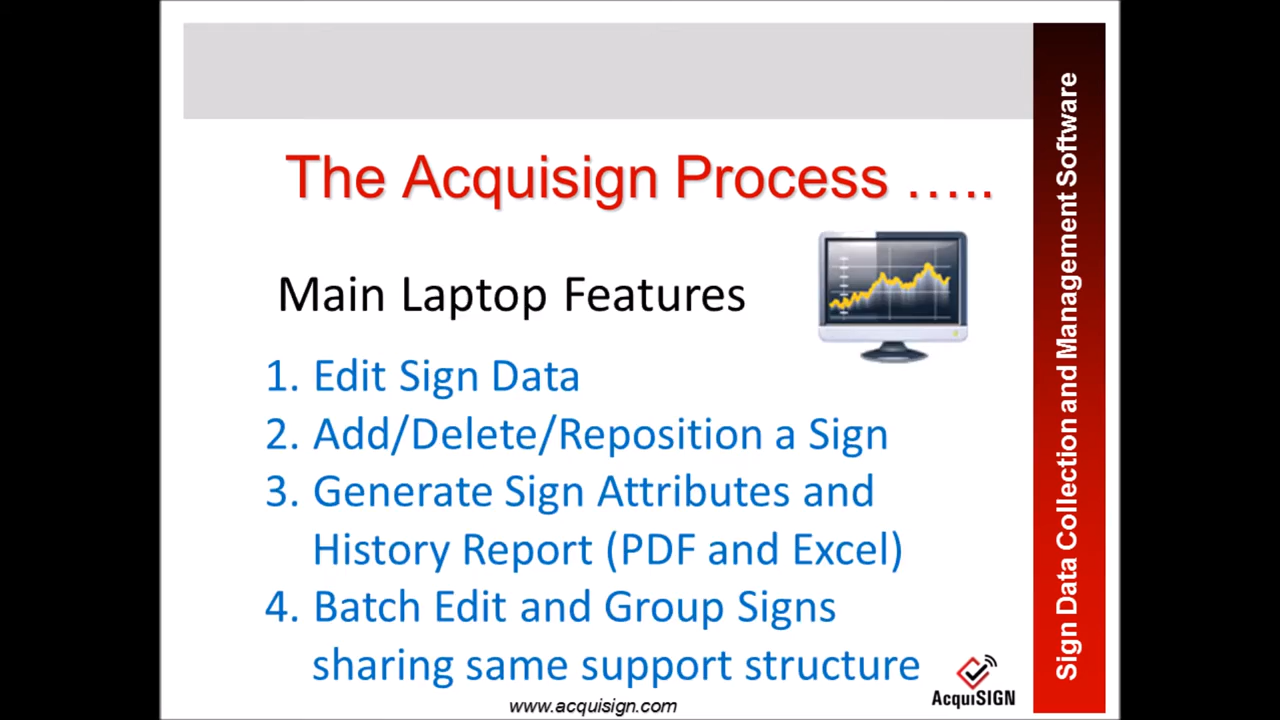 The Acquisign Process .....
Main Laptop Features
1. Edit Sign Data
2. Add/Delete/Reposition a Sign
3. Generate Sign Attributes and
History Report (PDF and Excel)
4. Batch Edit and Group Signs
sharing same support structure
www.acquisign.com
AcquiSIGN
Sign Data Collection and Management Software